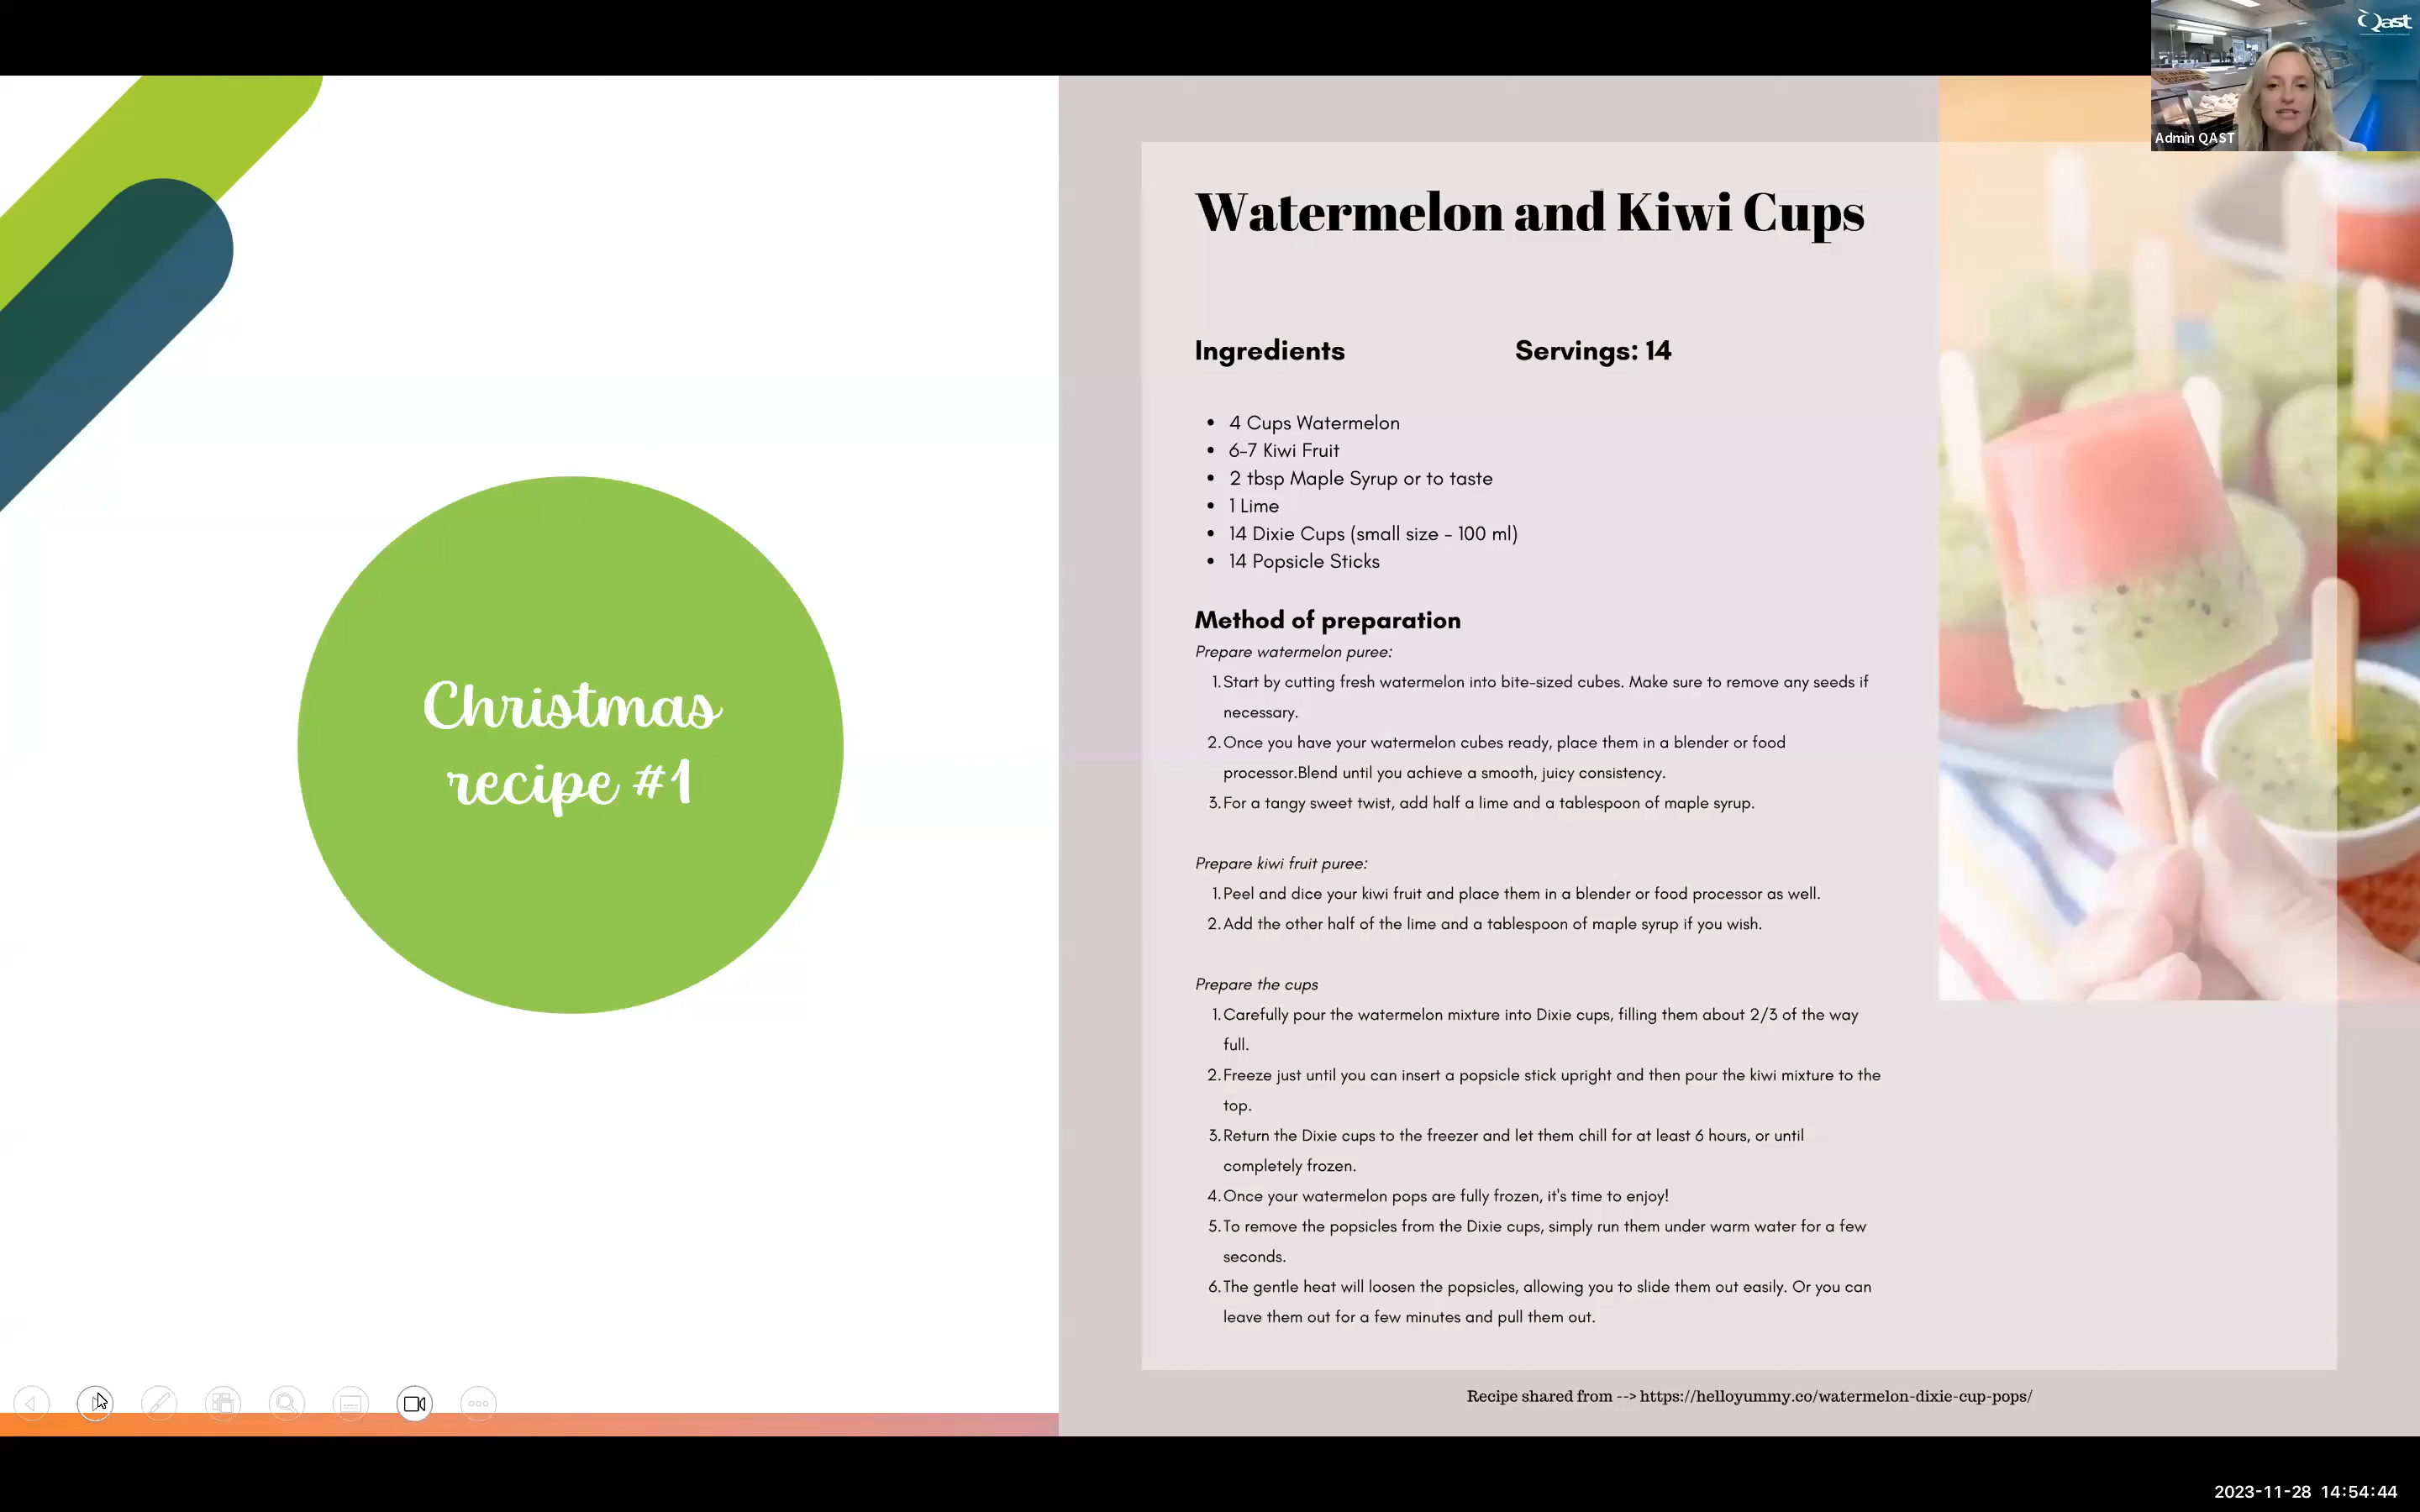 Qast
Admin QAST
Christmas
recipe #1
Watermelon and Kiwi Cups
Ingredients
Servings: 14
• 4 Cups Watermelon
• 6-7 Kiwi Fruit
• 2 tbsp Maple Syrup or to taste
• 1 Lime
• 14 Dixie Cups (small size - 100 ml)
• 14 Popsicle Sticks
Method of preparation
Prepare watermelon puree:
1. Start by cutting fresh watermelon into bite-sized cubes. Make sure to remove any seeds if
necessary.
2. Once you have your watermelon cubes ready, place them in a blender or food
processor.Blend until you achieve a smooth, juicy consistency.
3. For a tangy sweet twist, add half a lime and a tablespoon of maple syrup.
Prepare kiwi fruit puree:
1. Peel and dice your kiwi fruit and place them in a blender or food processor as well.
2. Add the other half of the lime and a tablespoon of maple syrup if you wish.
Prepare the cups
1. Carefully pour the watermelon mixture into Dixie cups, filling them about 2/3 of the way
full.
2. Freeze just until you can insert a popsicle stick upright and then pour the kiwi mixture to the
top.
3. Return the Dixie cups to the freezer and let them chill for at least 6 hours, or until
completely frozen.
4. Once your watermelon pops are fully frozen, it's time to enjoy!
5. To remove the popsicles from the Dixie cups, simply run them under warm water for a few
seconds.
6. The gentle heat will loosen the popsicles, allowing you to slide them out easily. Or you can
leave them out for a few minutes and pull them out.
Recipe shared from --> https://helloyummy.co/watermelon-dixie-cup-pops/
2023-11-28 14:54:44